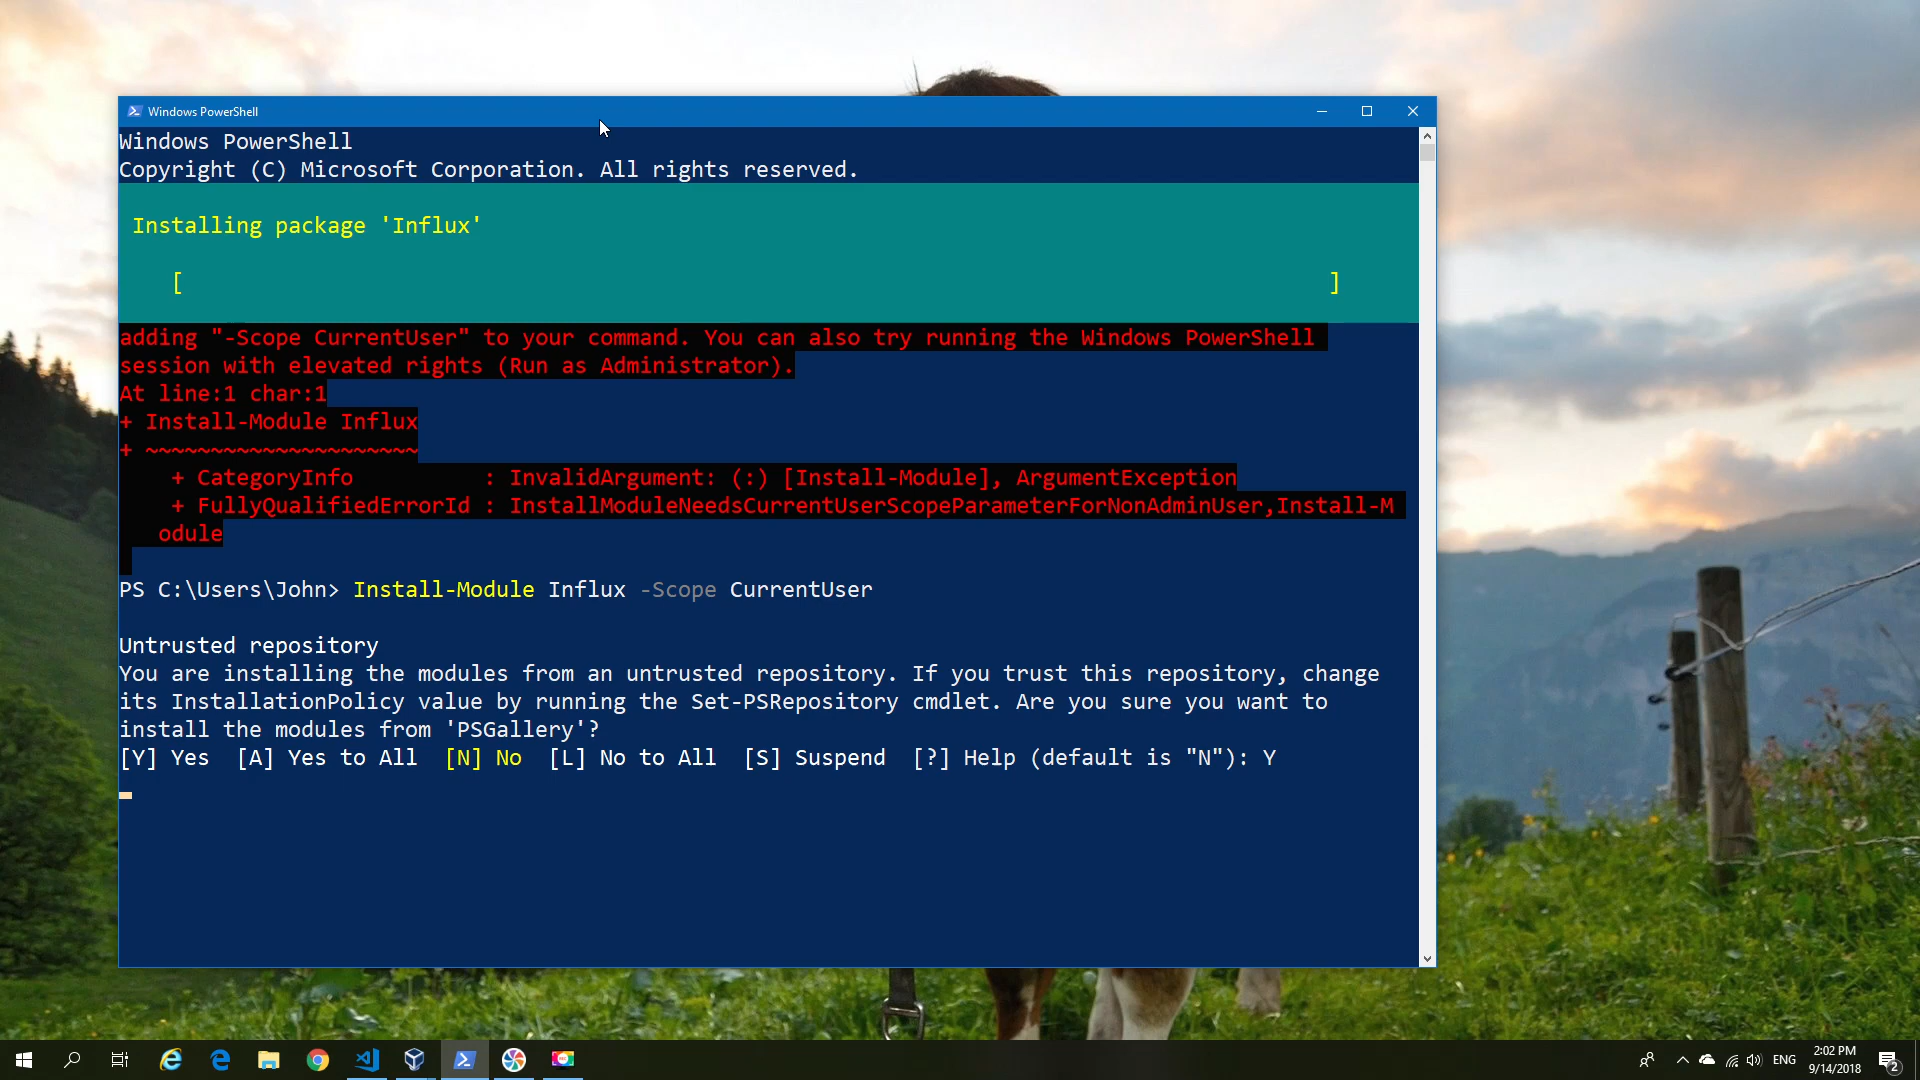 Windows PowerShell
Windows PowerShell
Copyright (C) Microsoft Corporation. All rights reserved.
Installing package 'Influx'
[ ]
adding "-Scope CurrentUser" to your command. You can also try running the Windows PowerShell
session with elevated rights (Run as Administrator).
At line:1 char:1
+ Install-Module Influx
+ ~~~~~~~~~~~~~~~~~~~~~
+ CategoryInfo : InvalidArgument: (:) [Install-Module], ArgumentException
+ FullyQualifiedErrorId : InstallModuleNeedsCurrentUserScopeParameterForNonAdminUser,Install-M
odule
PS C:\Users\John> Install-Module Influx -Scope CurrentUser
Untrusted repository
You are installing the modules from an untrusted repository. If you trust this repository, change
its InstallationPolicy value by running the Set-PSRepository cmdlet. Are you sure you want to
install the modules from 'PSGallery'?
[Y] Yes [A] Yes to All [N] No [L] No to All [S] Suspend [?] Help (default is "N"): Y
ENG
2:02 PM
9/14/2018
2